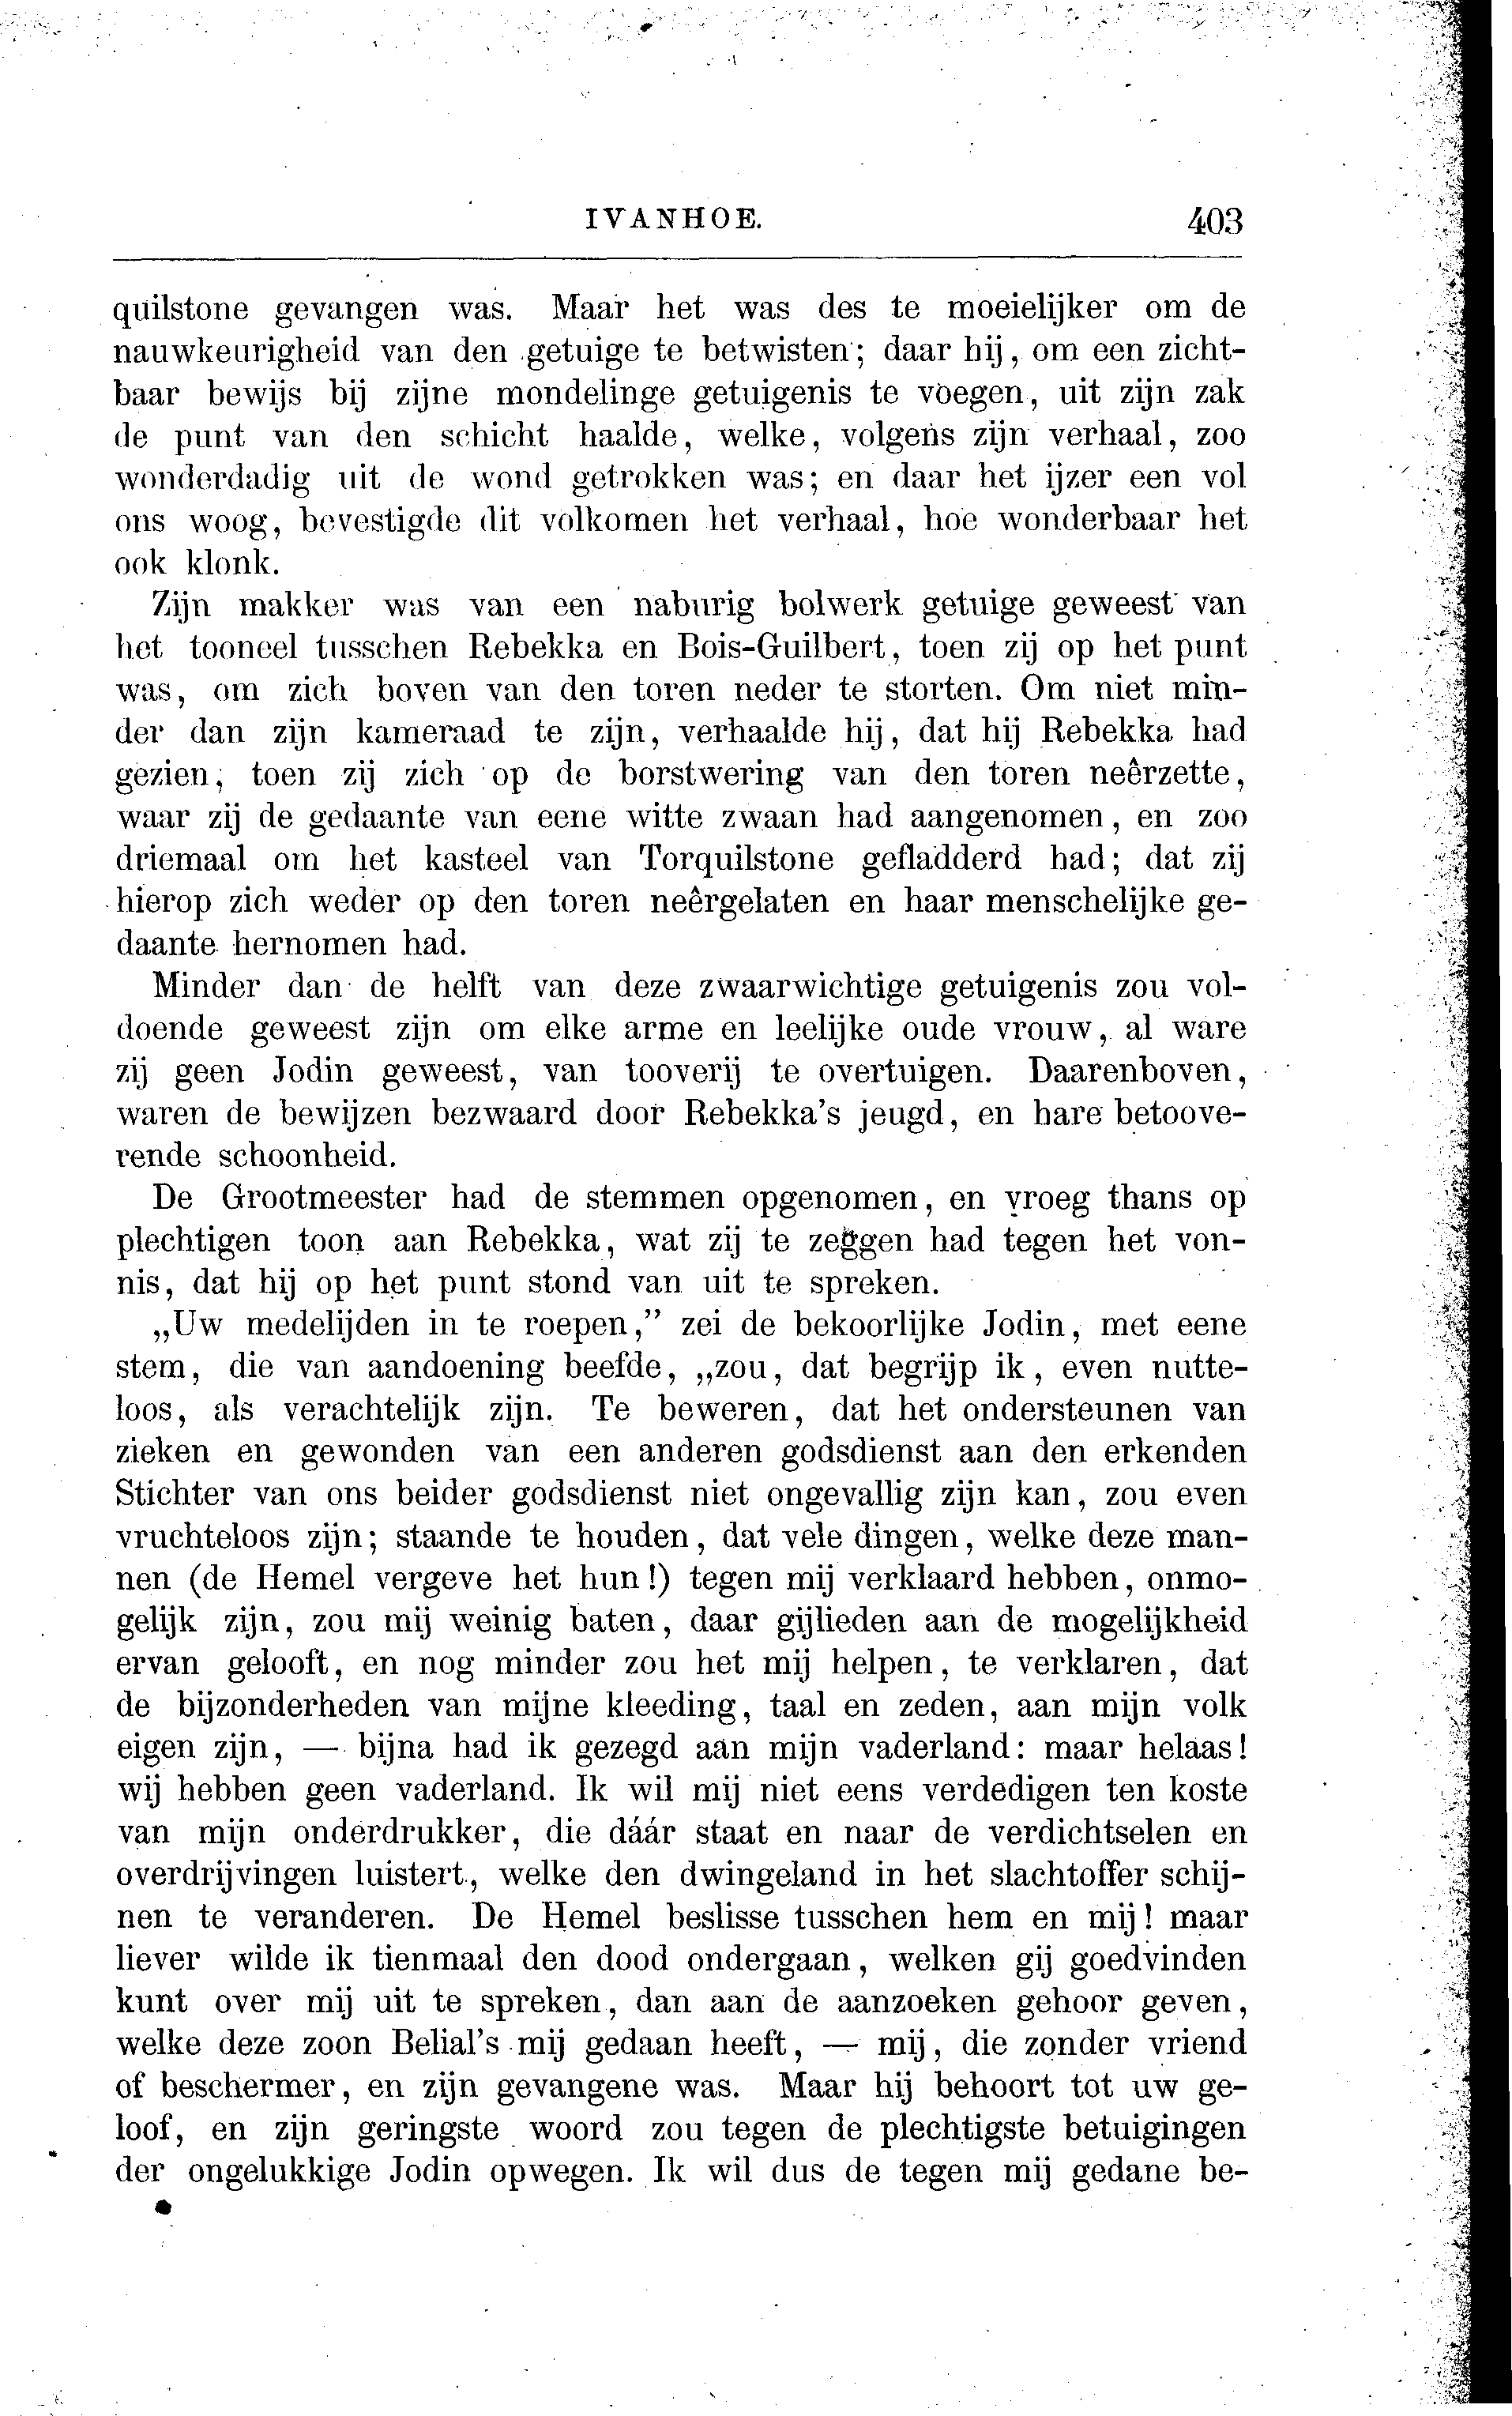 IVANHOE. 403
quilstone gevangen was. Maar het was des te moeielijker om de
nauwkeurigheid van den getuige te betwisten; daar hij, om een zicht-
baar bewijs bij zijne mondelinge getuigenis te voegen, uit zijn zak
de punt van den schicht haalde, welke, volgens zijn verhaal, zoo
wonderdadig uit de wond getrokken was; en daar het ijzer een vol
ons woog, bevestigde dit volkomen het verhaal, hoe wonderbaar het
ook klonk.
Zijn makker was van een naburig bolwerk getuige geweest van
het tooneel tusschen Rebekka en Bois-Guilbert, toen zij op het punt
was, om zich boven van den toren neder te storten. Om niet min-
der dan zijn kameraad te zijn, verhaalde hij, dat hij Rebekka had
gezien, toen zij zich op de borstwering van den toren neêrzette,
waar zij de gedaante van eene witte zwaan had aangenomen, en zoo
driemaal om het kasteel van Torquilstone gefladderd had; dat zij
hierop zich weder op den toren neêrgelaten en haar menschelijke ge-
daante hernomen had.
Minder dan de helft van deze zwaarwichtige getuigenis zou vol-
doende geweest zijn om elke arme en leelijke oude vrouw, al ware
zij geen Jodin geweest, van tooverij te overtuigen. Daarenboven,
waren de bewijzen bezwaard door Rebekka's jeugd, en hare betoove-
rende schoonheid.
De Grootmeester had de stemmen opgenomen, en vroeg thans op
plechtigen toon aan Rebekka, wat zij te zeggen had tegen het von-
nis, dat hij op het punt stond van uit te spreken.
„Uw medelijden in te roepen,” zei de bekoorlijke Jodin, met eene
stem, die van aandoening beefde, „zou, dat begrijp ik, even nutte-
loos, als verachtelijk zijn. Te beweren, dat het ondersteunen van
zieken en gewonden van een anderen godsdienst aan den erkenden
Stichter van ons beider godsdienst niet ongevallig zijn kan, zou even
vruchteloos zijn; staande te houden, dat vele dingen, welke deze man-
nen (de Hemel vergeve het hun!) tegen mij verklaard hebben, onmo-
gelijk zijn, zou mij weinig baten, daar gijlieden aan de mogelijkheid
ervan gelooft, en nog minder zou het mij helpen, te verklaren, dat
de bijzonderheden van mijne kleeding, taal en zeden, aan mijn volk
eigen zijn, — bijna had ik gezegd aan mijn vaderland: maar helaas!
wij hebben geen vaderland. Ik wil mij niet eens verdedigen ten koste
van mijn onderdrukker, die dáár staat en naar de verdichtselen en
overdrijvingen luistert, welke den dwingeland in het slachtoffer schij-
nen te veranderen. De Hemel beslisse tusschen hem en mij! maar
liever wilde ik tienmaal den dood ondergaan, welken gij goedvinden
kunt over mij uit te spreken, dan aan de aanzoeken gehoor geven,
welke deze zoon Belial's mij gedaan heeft, — mij, die zonder vriend
of beschermer, en zijn gevangene was. Maar hij behoort tot uw ge-
loof, en zijn geringste woord zou tegen de plechtigste betuigingen
der ongelukkige Jodin opwegen. Ik wil dus de tegen mij gedane be-